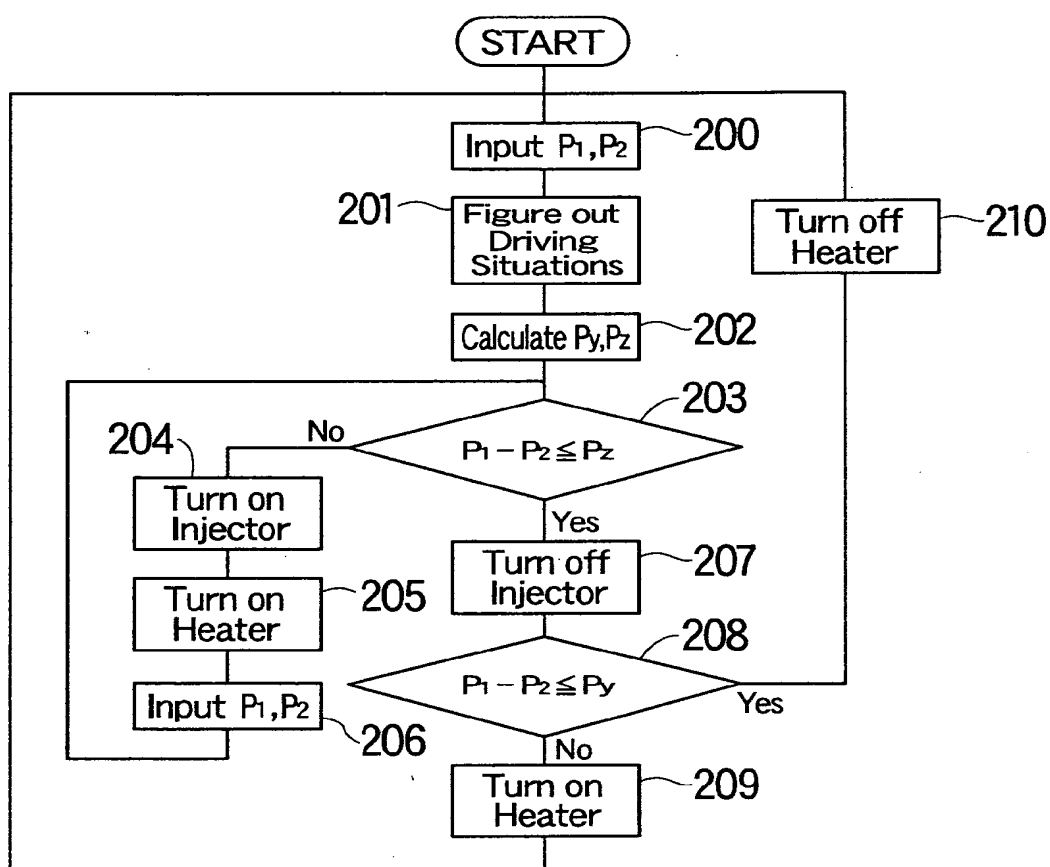 START
Input P1,P2
200
201
Figure out
Driving
Situations
Turn off
Heater
210
Calculate Py,Pz
202
203
No
P1 – P2 ≦ Pz
204
Turn on
Injector
Yes
Turn off
Injector
207
Turn on
Heater
205
208
P1 – P2 ≦ Py
Yes
Input P1,P2
206
No
Turn on
Heater
209